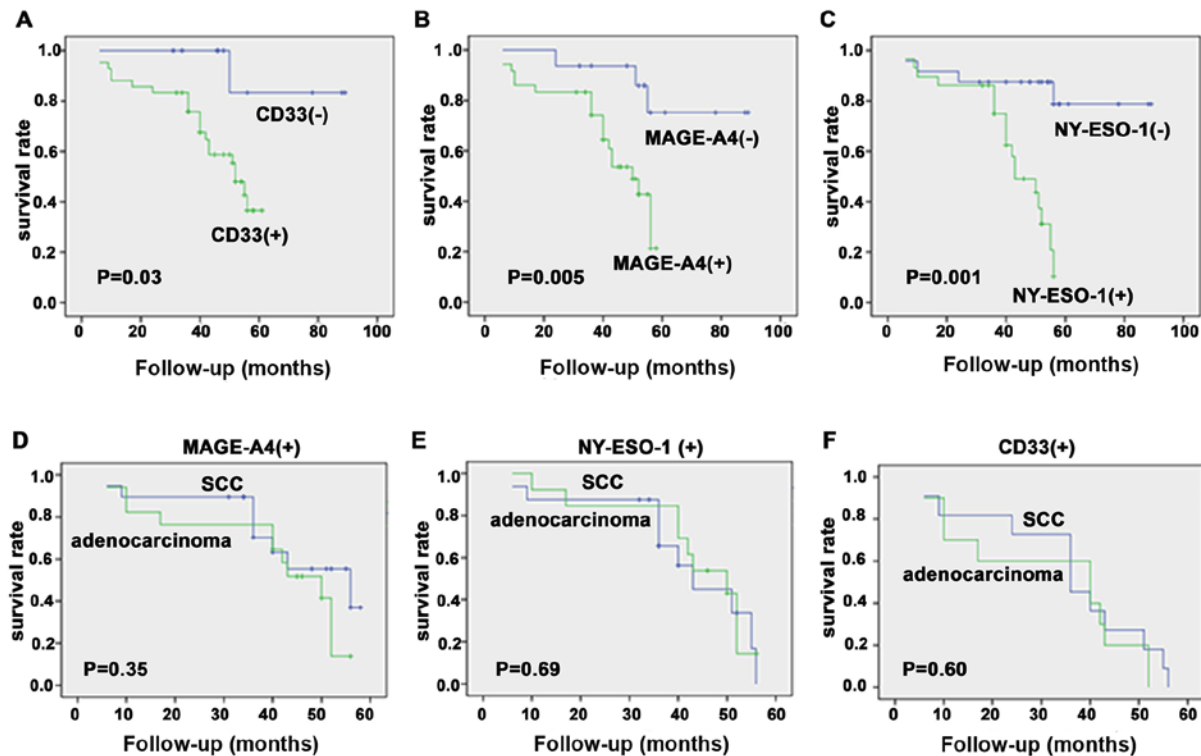 A
B
C
1.0
0.8
0.6
0.4
0.2
0.0
survival rate
CD33(-)
CD33(+)
P=0.03
0 20 40 60 80 100
Follow-up (months)
1.0
0.8
0.6
0.4
0.2
0.0
survival rate
MAGE-A4(-)
MAGE-A4(+)
P=0.005
0 20 40 60 80 100
Follow-up (months)
1.0
0.8
0.6
0.4
0.2
0.0
survival rate
NY-ESO-1(-)
NY-ESO-1(+)
P=0.001
0 20 40 60 80 100
Follow-up (months)
D
MAGE-A4(+)
1.0
0.8
0.6
0.4
0.2
0.0
survival rate
SCC
adenocarcinoma
P=0.35
0 10 20 30 40 50 60
Follow-up (months)
E
NY-ESO-1 (+)
1.0
0.8
0.6
0.4
0.2
0.0
survival rate
SCC
adenocarcinoma
P=0.69
0 10 20 30 40 50 60
Follow-up (months)
F
CD33(+)
1.0
0.8
0.6
0.4
0.2
0.0
survival rate
SCC
adenocarcinoma
P=0.60
0 10 20 30 40 50 60
Follow-up (months)